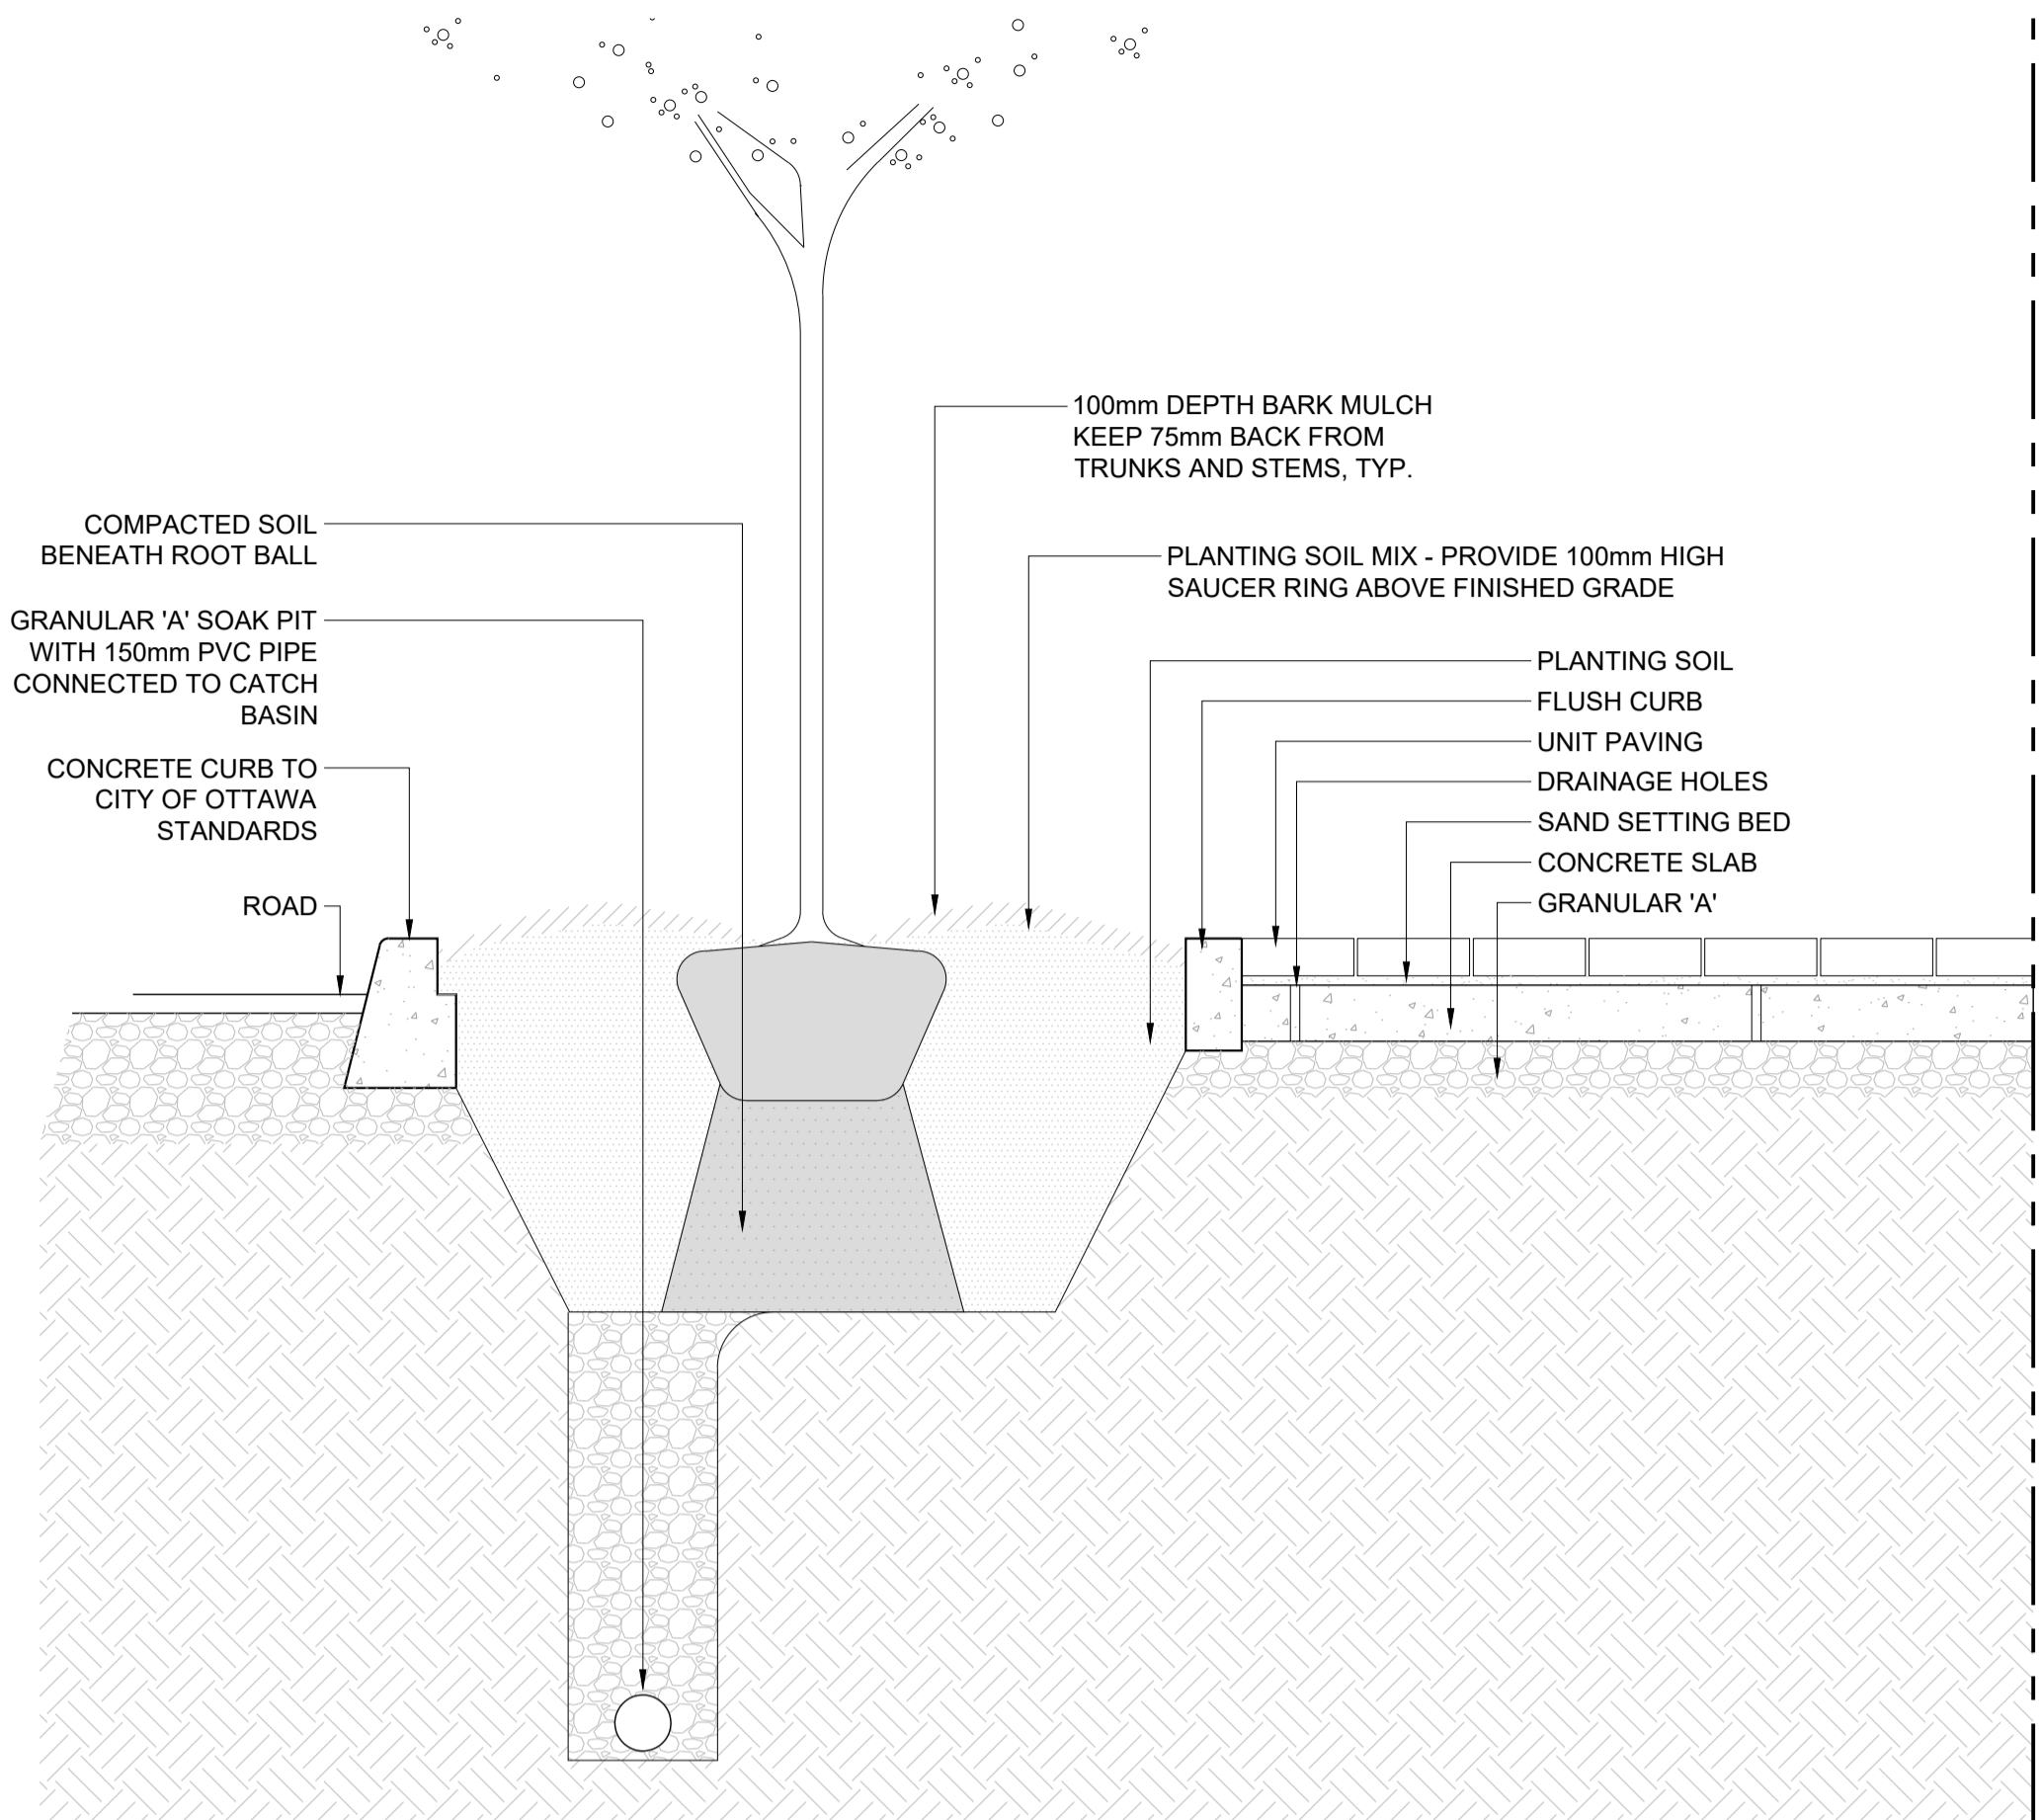 100mm DEPTH BARK MULCH
KEEP 75mm BACK FROM
TRUNKS AND STEMS, TYP.
COMPACTED SOIL
BENEATH ROOT BALL
PLANTING SOIL MIX - PROVIDE 100mm HIGH
SAUCER RING ABOVE FINISHED GRADE
GRANULAR 'A' SOAK PIT
WITH 150mm PVC PIPE
CONNECTED TO CATCH
BASIN
PLANTING SOIL
FLUSH CURB
UNIT PAVING
DRAINAGE HOLES
SAND SETTING BED
CONCRETE SLAB
GRANULAR 'A'
CONCRETE CURB TO
CITY OF OTTAWA
STANDARDS
ROAD